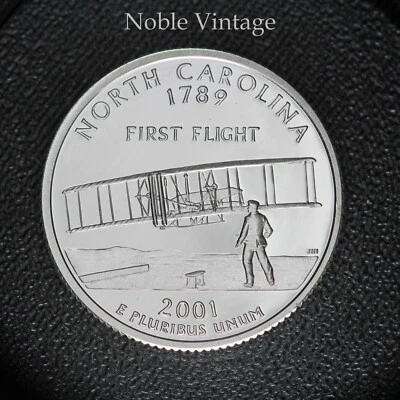 Noble Vintage
NORTH CAROLINA
1789
FIRST FLIGHT
2001
E PLURIBUS UNUM